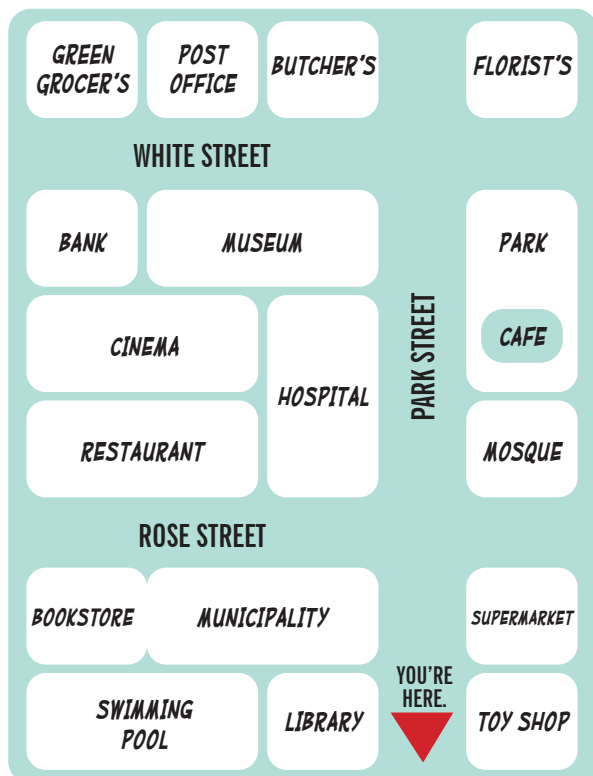 GREEN
GROCER'S
POST
OFFICE
BUTCHER'S
FLORIST'S
WHITE STREET
BANK
MUSEUM
PARK
CINEMA
HOSPITAL
PARK STREET
CAFE
RESTAURANT
MOSQUE
ROSE STREET
BOOKSTORE
MUNICIPALITY
SUPERMARKET
YOU'RE
HERE.
SWIMMING
POOL
LIBRARY
TOY SHOP